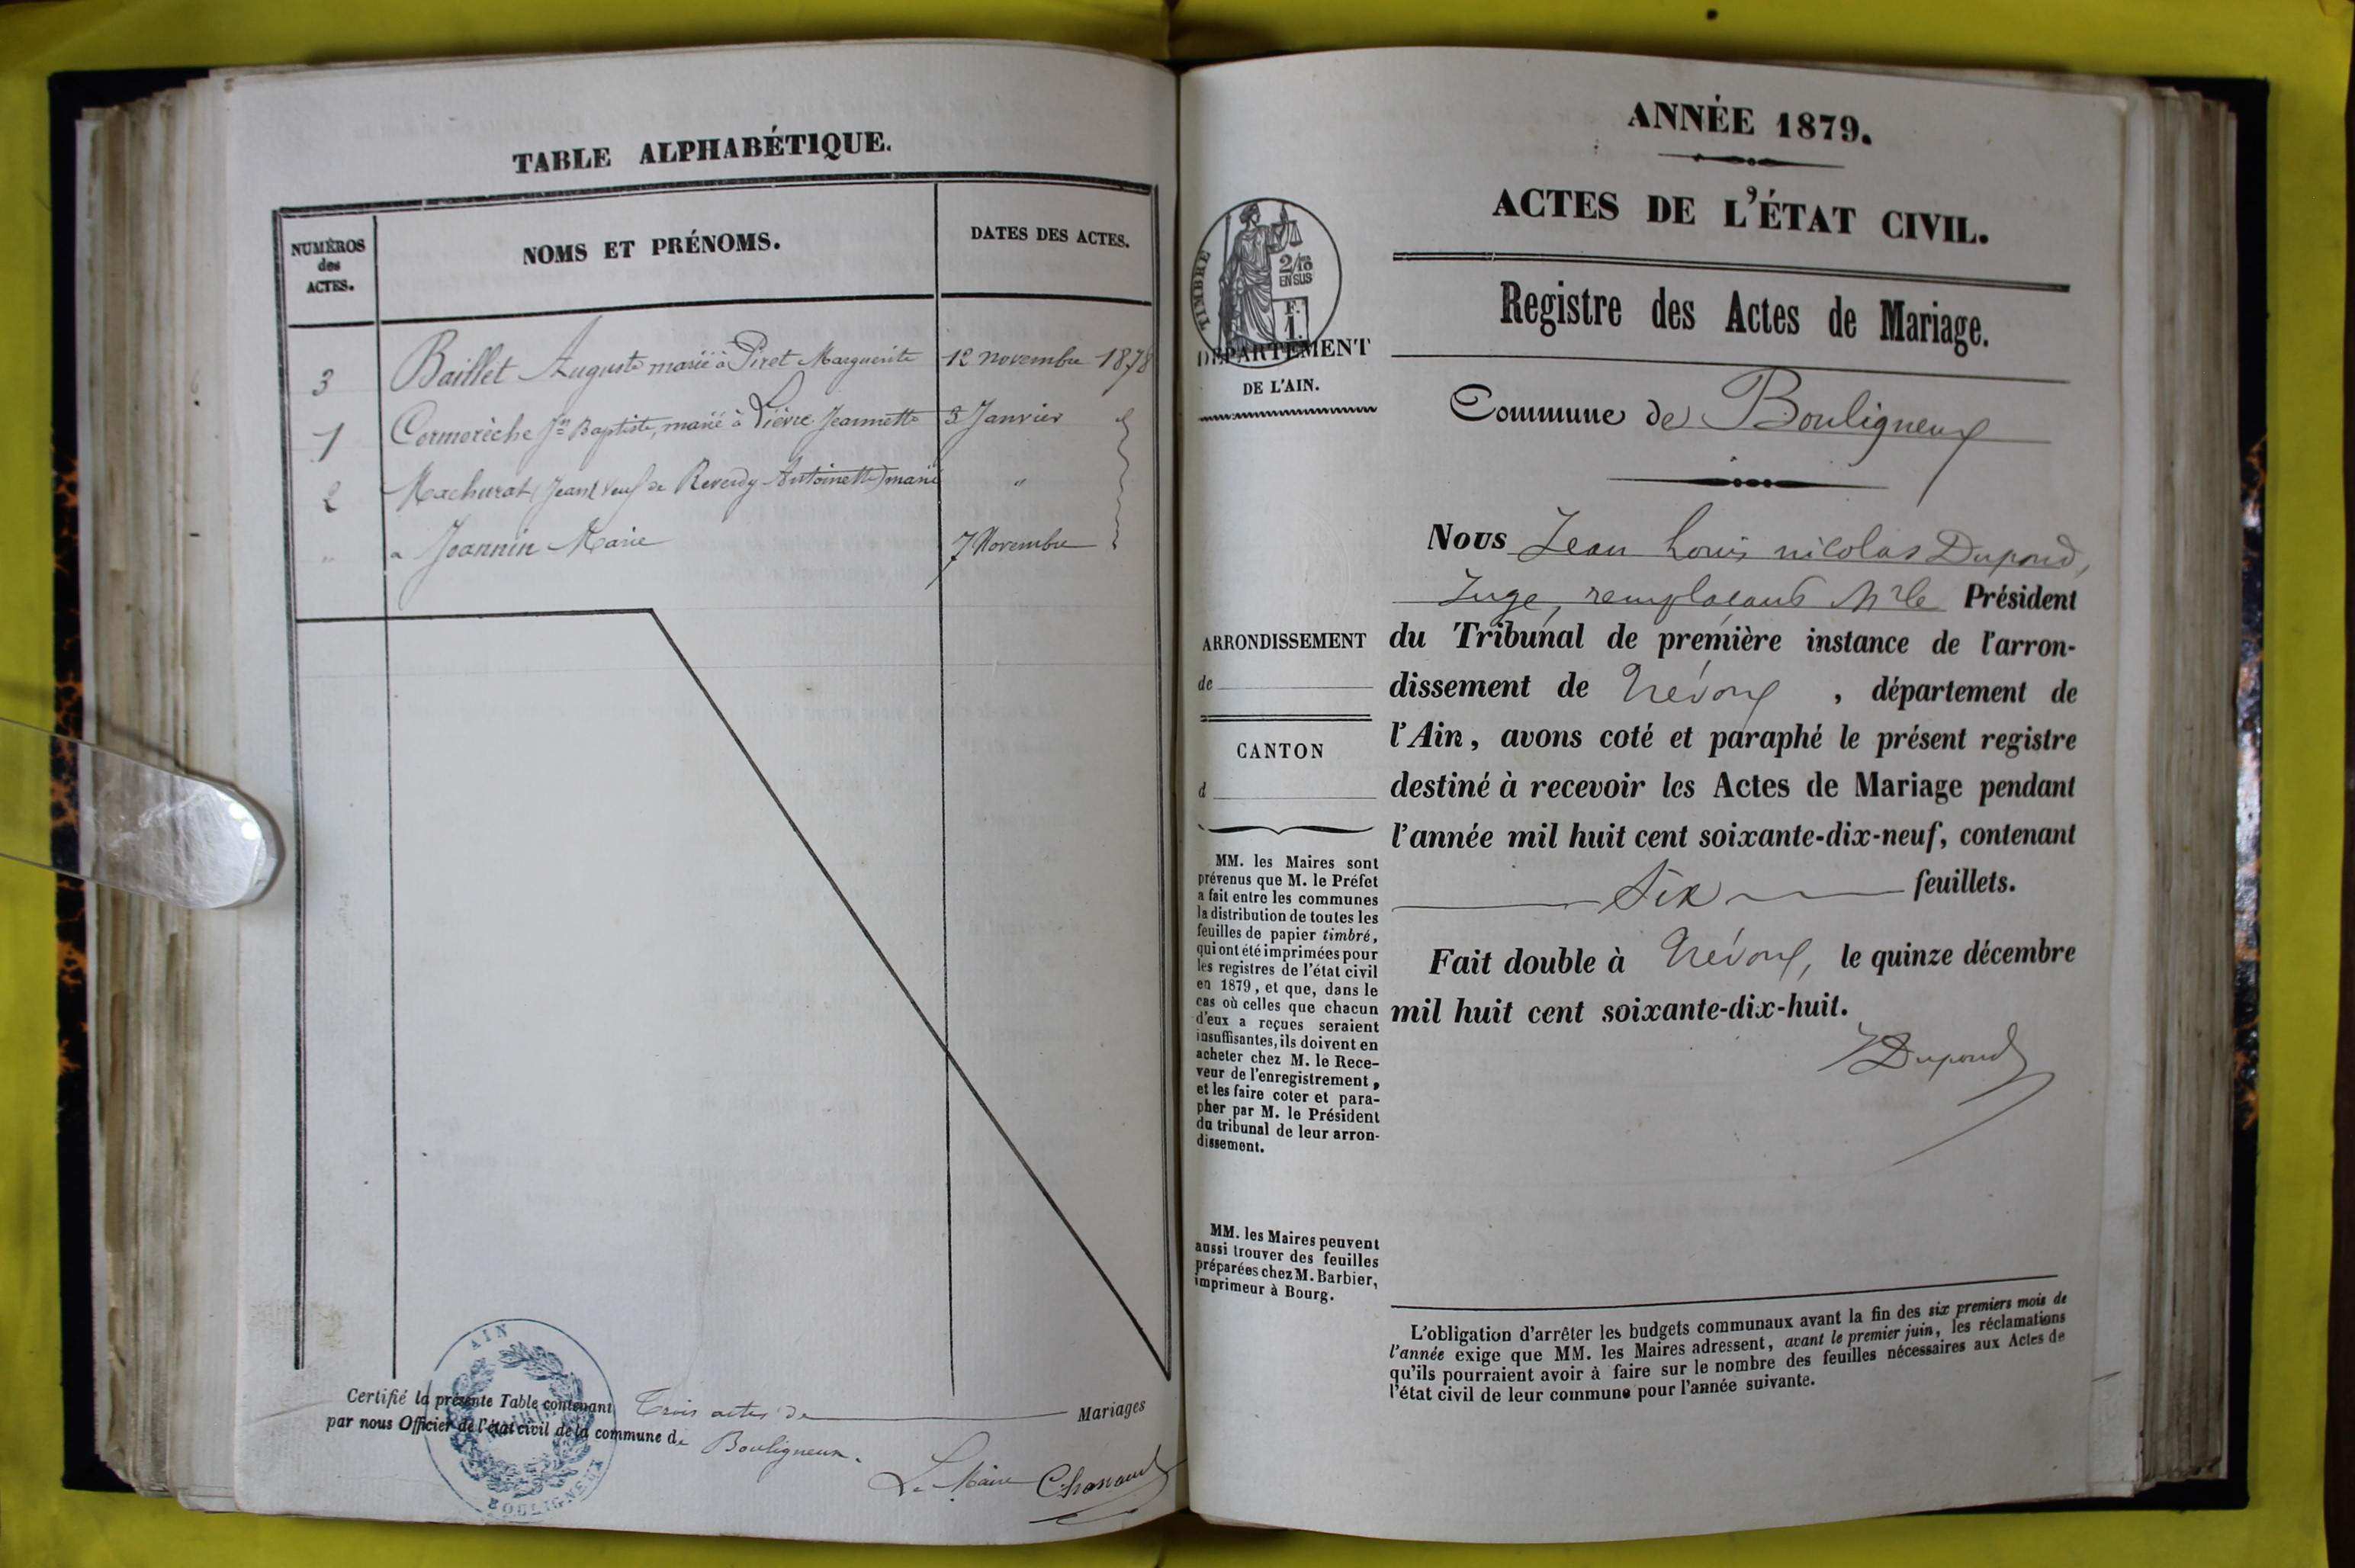 TABLE ALPHABÉTIQUE.
NUMÉROS
des
ACTES.
NOMS ET PRÉNOMS.
DATES DES ACTES.
3 Baillet Auguste marié à Piret Marguerite 12 novembre 1878
1 Cormorèche Jn Baptiste, marié à Lièvre Jeannette 3 Janvier
2 Machurat (Jean) Veuf de Reverdy Antoinette) marié "
" à Jeannin Marie 7 Novembre
Certifié la présente Table contenant Trois actes de Mariages
par nous Officier de l'état civil de la commune de Bouligneux.
Le Maire
AIN
BOULIGNEUX
ANNÉE 1879.
ACTES DE L'ÉTAT CIVIL.
Registre des Actes de Mariage.
TIMBRE
2/10
EN SUS
F.
1.
DÉPARTEMENT
DE L'AIN.
Commune de Bouligneux
Nous Jean Louis nicolas Dupond,
Juge, remplaçant Mr le Président
du Tribunal de première instance de l'arron-
dissement de Trévoux, département de
l'Ain, avons coté et paraphé le présent registre
destiné à recevoir les Actes de Mariage pendant
l'année mil huit cent soixante-dix-neuf, contenant
Six feuillets.
Fait double à Trévoux, le quinze décembre
mil huit cent soixante-dix-huit.
Dupond
ARRONDISSEMENT
de
CANTON
d
MM. les Maires sont
prévenus que M. le Préfet
a fait entre les communes
la distribution de toutes les
feuilles de papier timbré,
qui ont été imprimées pour
les registres de l'état civil
en 1879, et que, dans le
cas où celles que chacun
d'eux a reçues seraient
insuffisantes, ils doivent en
acheter chez M. le Rece-
veur de l'enregistrement,
et les faire coter et para-
pher par M. le Président
du tribunal de leur arron-
dissement.
MM. les Maires peuvent
aussi trouver des feuilles
préparées chez M. Barbier,
imprimeur à Bourg.
L'obligation d'arrêter les budgets communaux avant la fin des six premiers mois de
l'année exige que MM. les Maires adressent, avant le premier juin, les réclamations
qu'ils pourraient avoir à faire sur le nombre des feuilles nécessaires aux Actes de
l'état civil de leur commune pour l'année suivante.